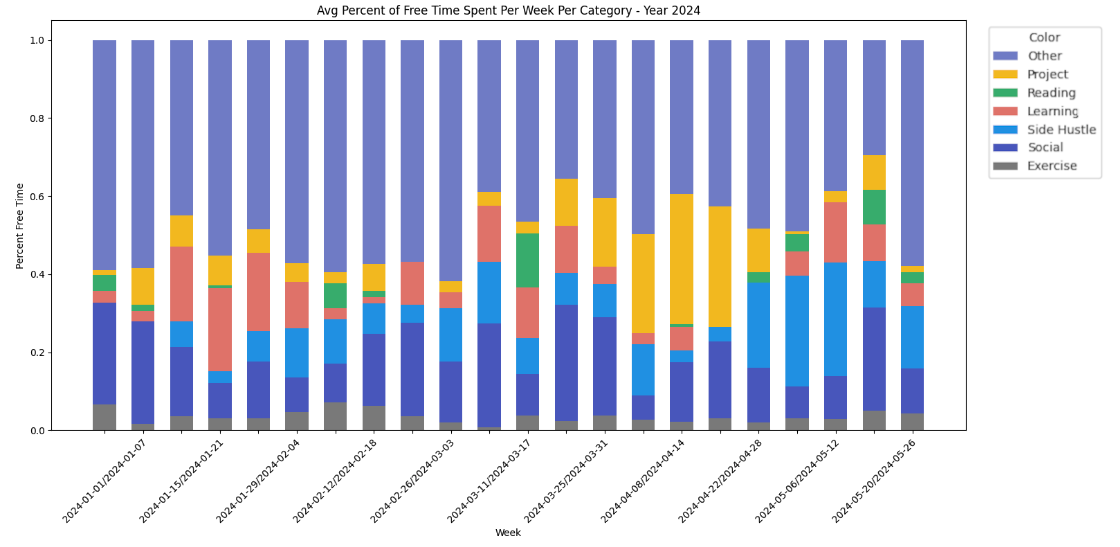 Avg Percent of Free Time Spent Per Week Per Category - Year 2024
Color
Other
Project
Reading
Learning
Side Hustle
Social
Exercise
Percent Free Time
1.0
0.8
0.6
0.4
0.2
0.0
2024-01-01/2024-01-07
2024-01-15/2024-01-21
2024-01-29/2024-02-04
2024-02-12/2024-02-18
2024-02-26/2024-03-03
2024-03-11/2024-03-17
2024-03-25/2024-03-31
2024-04-08/2024-04-14
2024-04-22/2024-04-28
2024-05-06/2024-05-12
2024-05-20/2024-05-26
Week